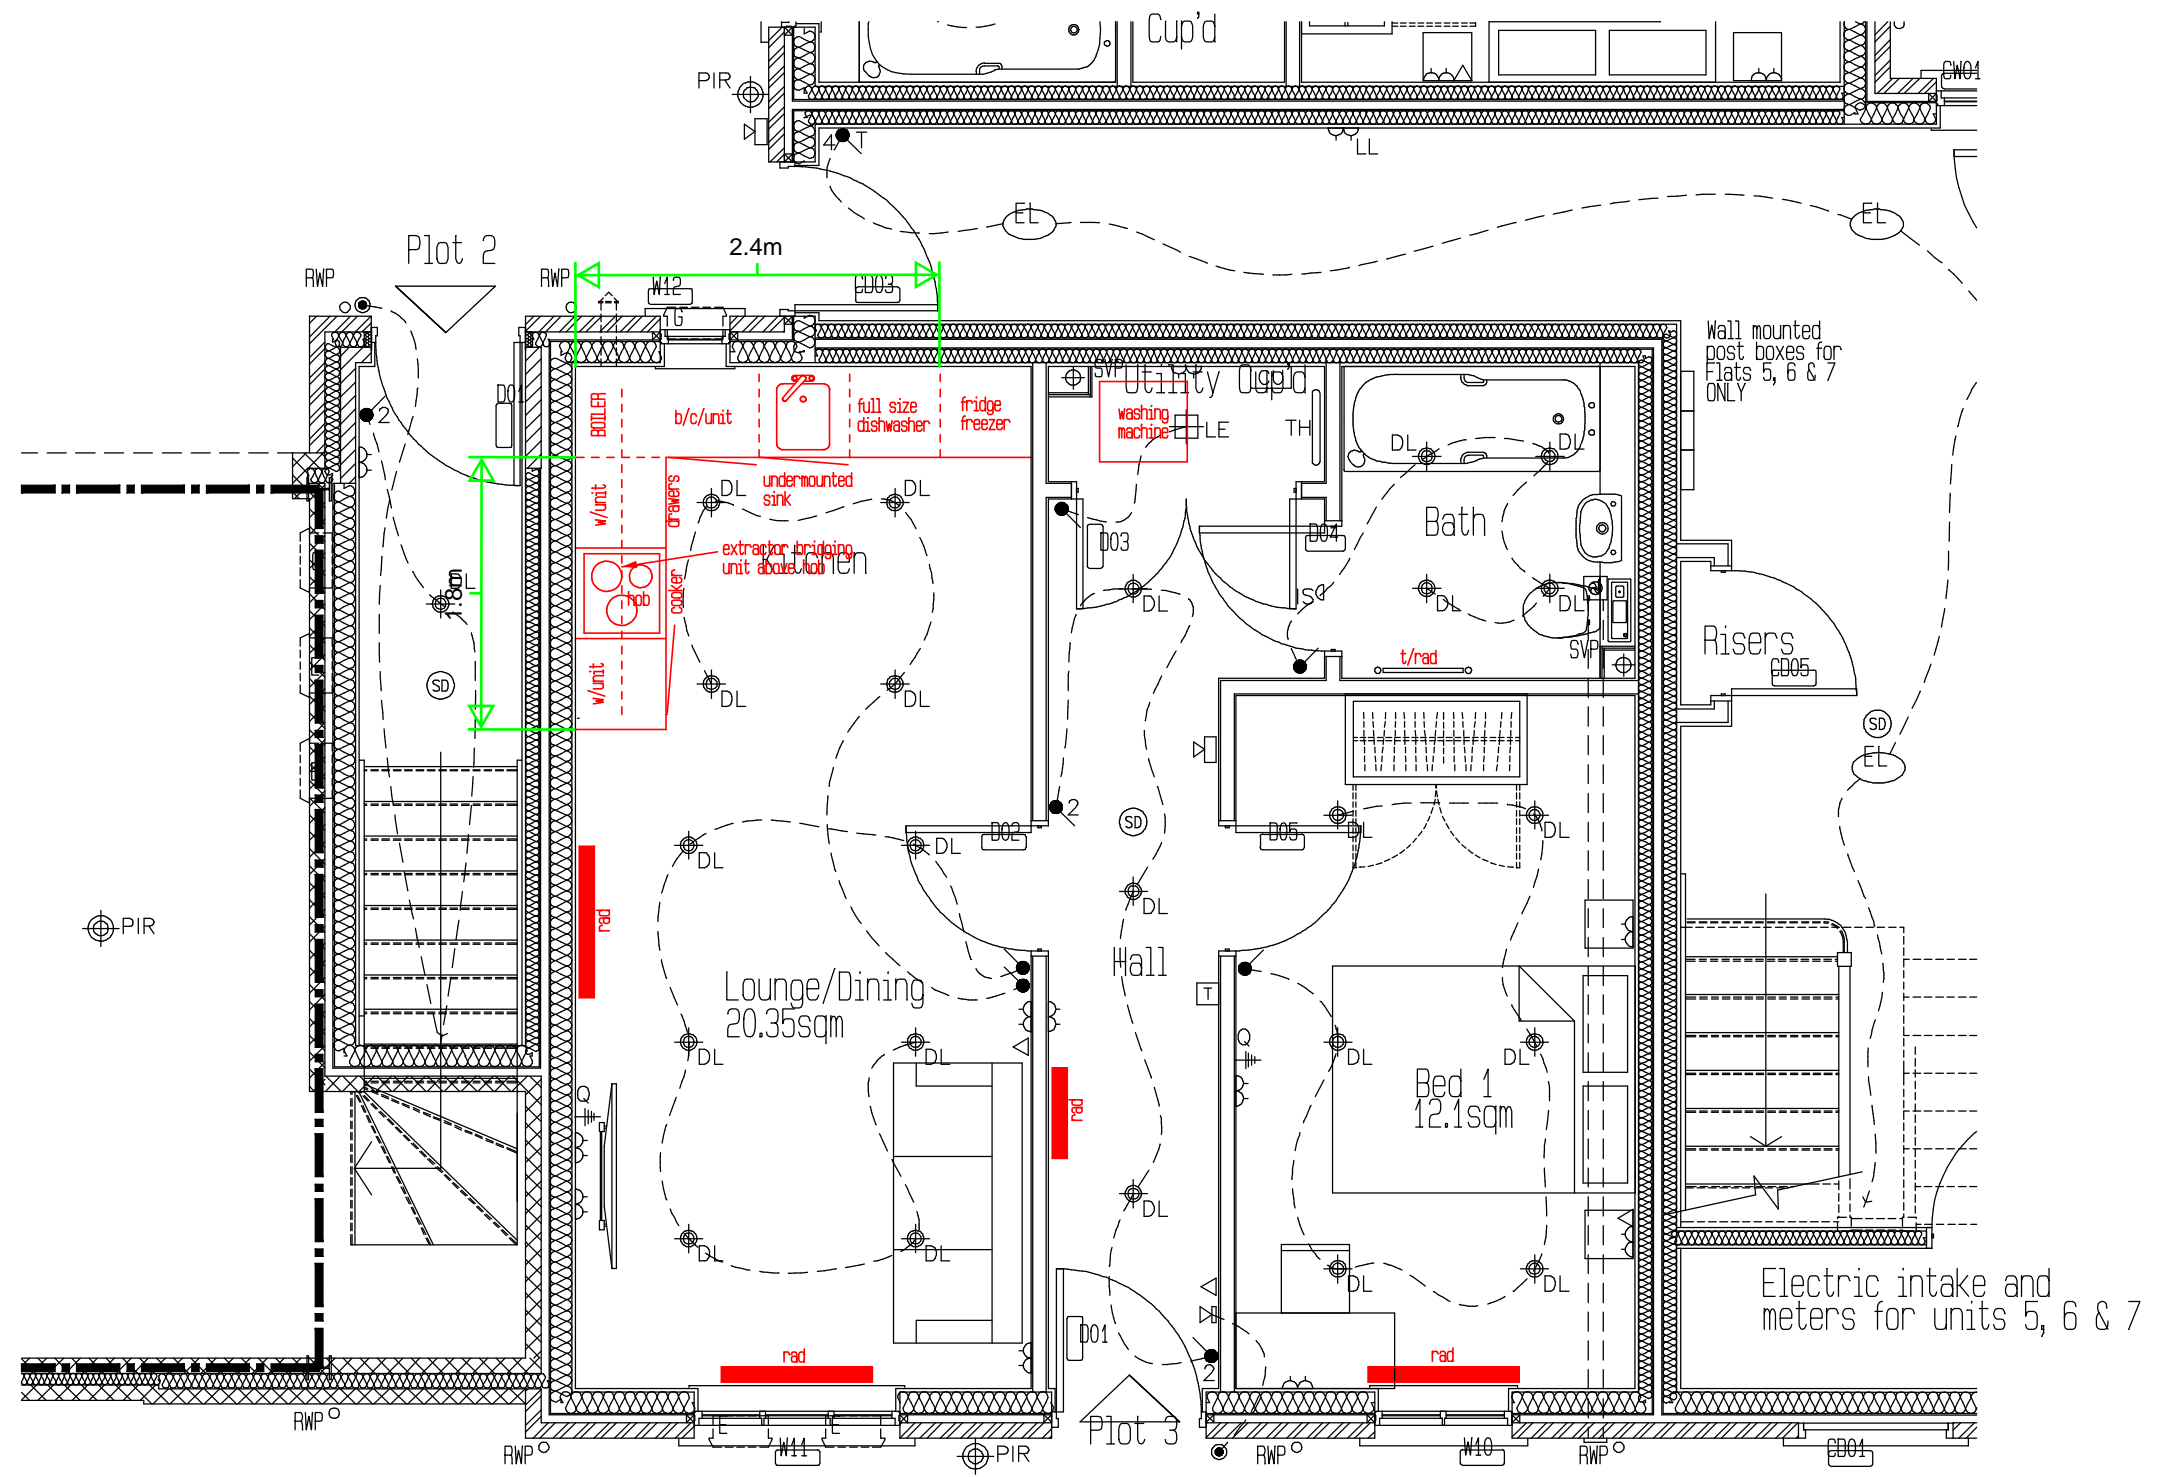 Cup'd
PIR
CW01
4
T
LL
EL
EL
2.4m
Plot 2
RWP
RWP
W12
CD03
G
Wall mounted
post boxes for
Flats 5, 6 & 7
ONLY
D01
2
BOILER
b/c/unit
full size
dishwasher
fridge
freezer
SVP
Utility Cup'd
washing
machine
LE
TH
DL
DL
w/unit
drawers
undermounted
sink
DL
DL
Bath
D03
D04
extractor bridging
unit above hob
Kitchen
1.8m
hob
cooker
DL
IS
DL
DL
SVP
Risers
CD05
t/rad
w/unit
SD
DL
DL
SD
EL
2
SD
D02
D05
DL
DL
DL
DL
rad
PIR
DL
Hall
Lounge/Dining
20.35sqm
T
Q
DL
DL
DL
DL
Bed 1
12.1sqm
Q
rad
DL
DL
DL
DL
DL
Electric intake and
meters for units 5, 6 & 7
D01
rad
rad
2
RWP
RWP
E
E
W11
PIR
Plot 3
RWP
W10
RWP
CD01